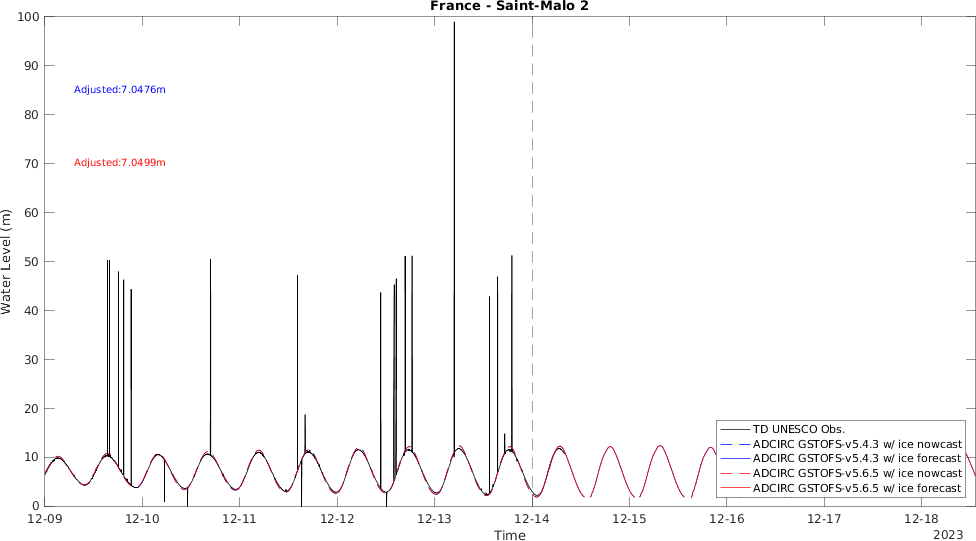 France - Saint-Malo 2
100
90
80
70
60
50
40
30
20
10
0
Water Level (m)
Adjusted:7.0476m
Adjusted:7.0499m
TD UNESCO Obs.
ADCIRC GSTOFS-v5.4.3 w/ ice nowcast
ADCIRC GSTOFS-v5.4.3 w/ ice forecast
ADCIRC GSTOFS-v5.6.5 w/ ice nowcast
ADCIRC GSTOFS-v5.6.5 w/ ice forecast
12-09 12-10 12-11 12-12 12-13 12-14 12-15 12-16 12-17 12-18
Time
2023